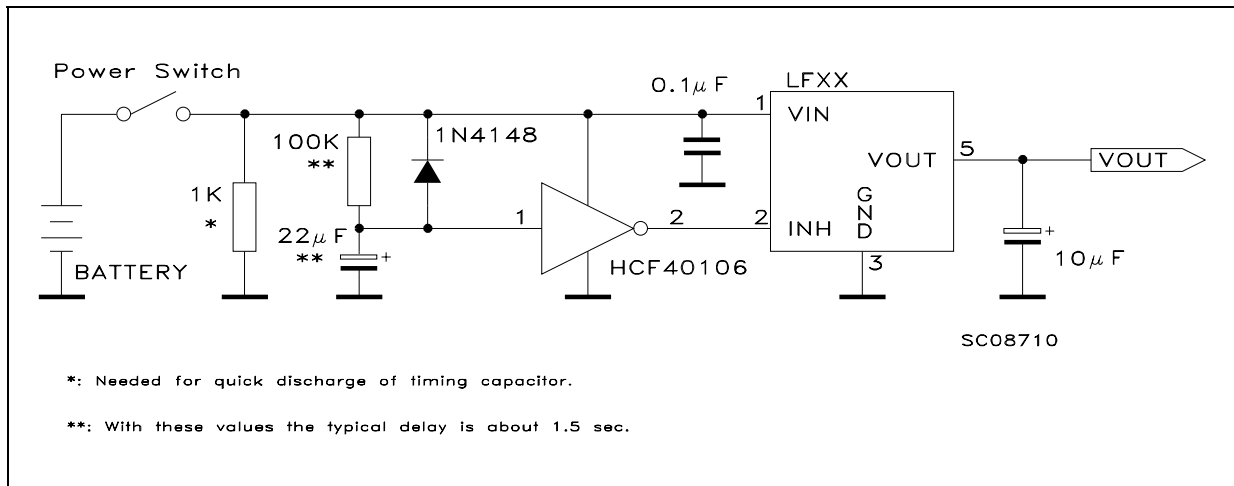 Power Switch
0.1μF
LFXX
1
VIN
100K
**
1N4148
VOUT
5
VOUT
1K
*
1
2
2
INH
GND
22μF
**
+
HCF40106
3
+
10μF
BATTERY
SC08710
*: Needed for quick discharge of timing capacitor.
**: With these values the typical delay is about 1.5 sec.